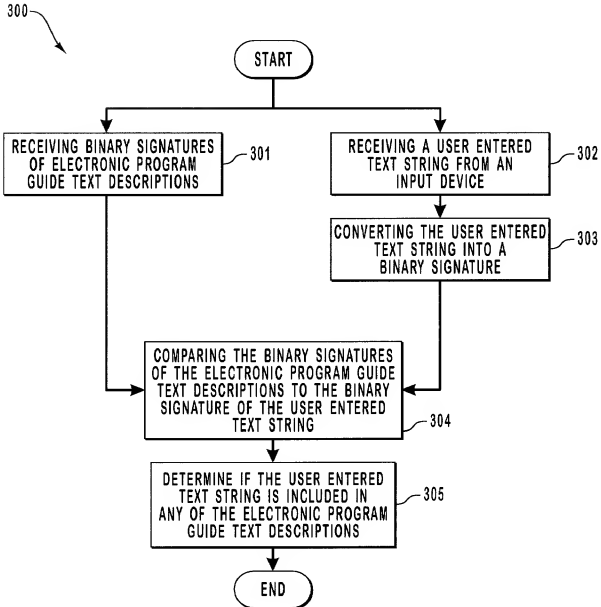 300
START
RECEIVING BINARY SIGNATURES
OF ELECTRONIC PROGRAM
GUIDE TEXT DESCRIPTIONS
301
RECEIVING A USER ENTERED
TEXT STRING FROM AN
INPUT DEVICE
302
CONVERTING THE USER ENTERED
TEXT STRING INTO A
BINARY SIGNATURE
303
COMPARING THE BINARY SIGNATURES
OF THE ELECTRONIC PROGRAM GUIDE
TEXT DESCRIPTIONS TO THE BINARY
SIGNATURE OF THE USER ENTERED
TEXT STRING
304
DETERMINE IF THE USER ENTERED
TEXT STRING IS INCLUDED IN
ANY OF THE ELECTRONIC PROGRAM
GUIDE TEXT DESCRIPTIONS
305
END